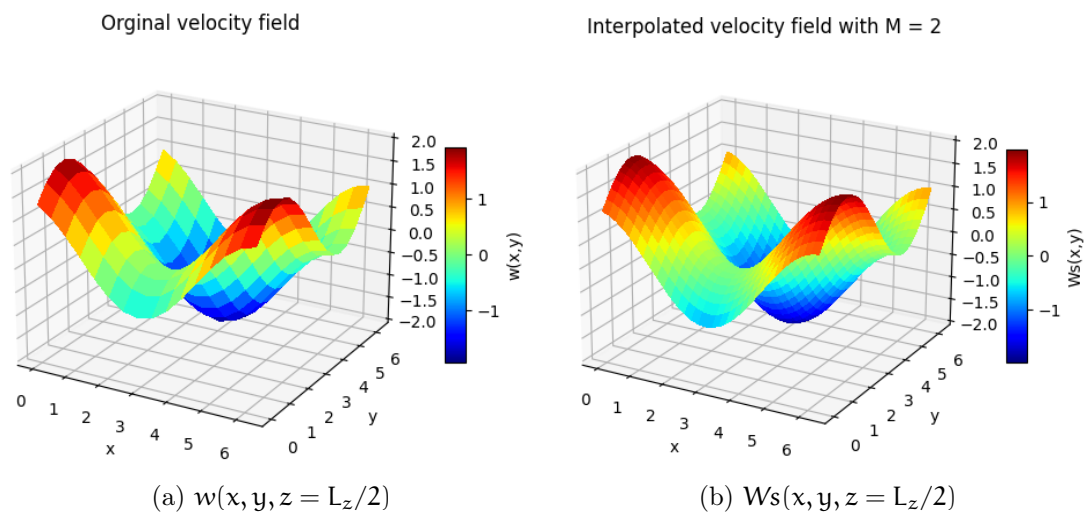 Orginal velocity field
Interpolated velocity field with M = 2
2.0
1.5
1.0
0.5
0.0
−0.5
−1.0
−1.5
−2.0
1
0
−1
w(x,y)
0 1 2 3 4 5 6
x
0 1 2 3 4 5 6
y
2.0
1.5
1.0
0.5
0.0
−0.5
−1.0
−1.5
−2.0
1
0
−1
Ws(x,y)
0 1 2 3 4 5 6
x
0 1 2 3 4 5 6
y
(a) w(x, y, z = L_z/2)
(b) Ws(x, y, z = L_z/2)